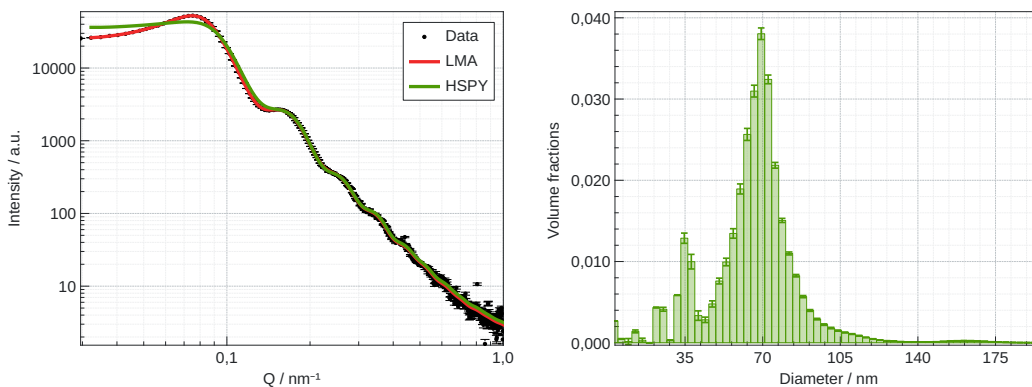 Intensity / a.u.
10000
1000
100
10
0,1
1,0
Q / nm⁻¹
Data
LMA
HSPY
Volume fractions
0,040
0,030
0,020
0,010
0,000
35
70
105
140
175
Diameter / nm